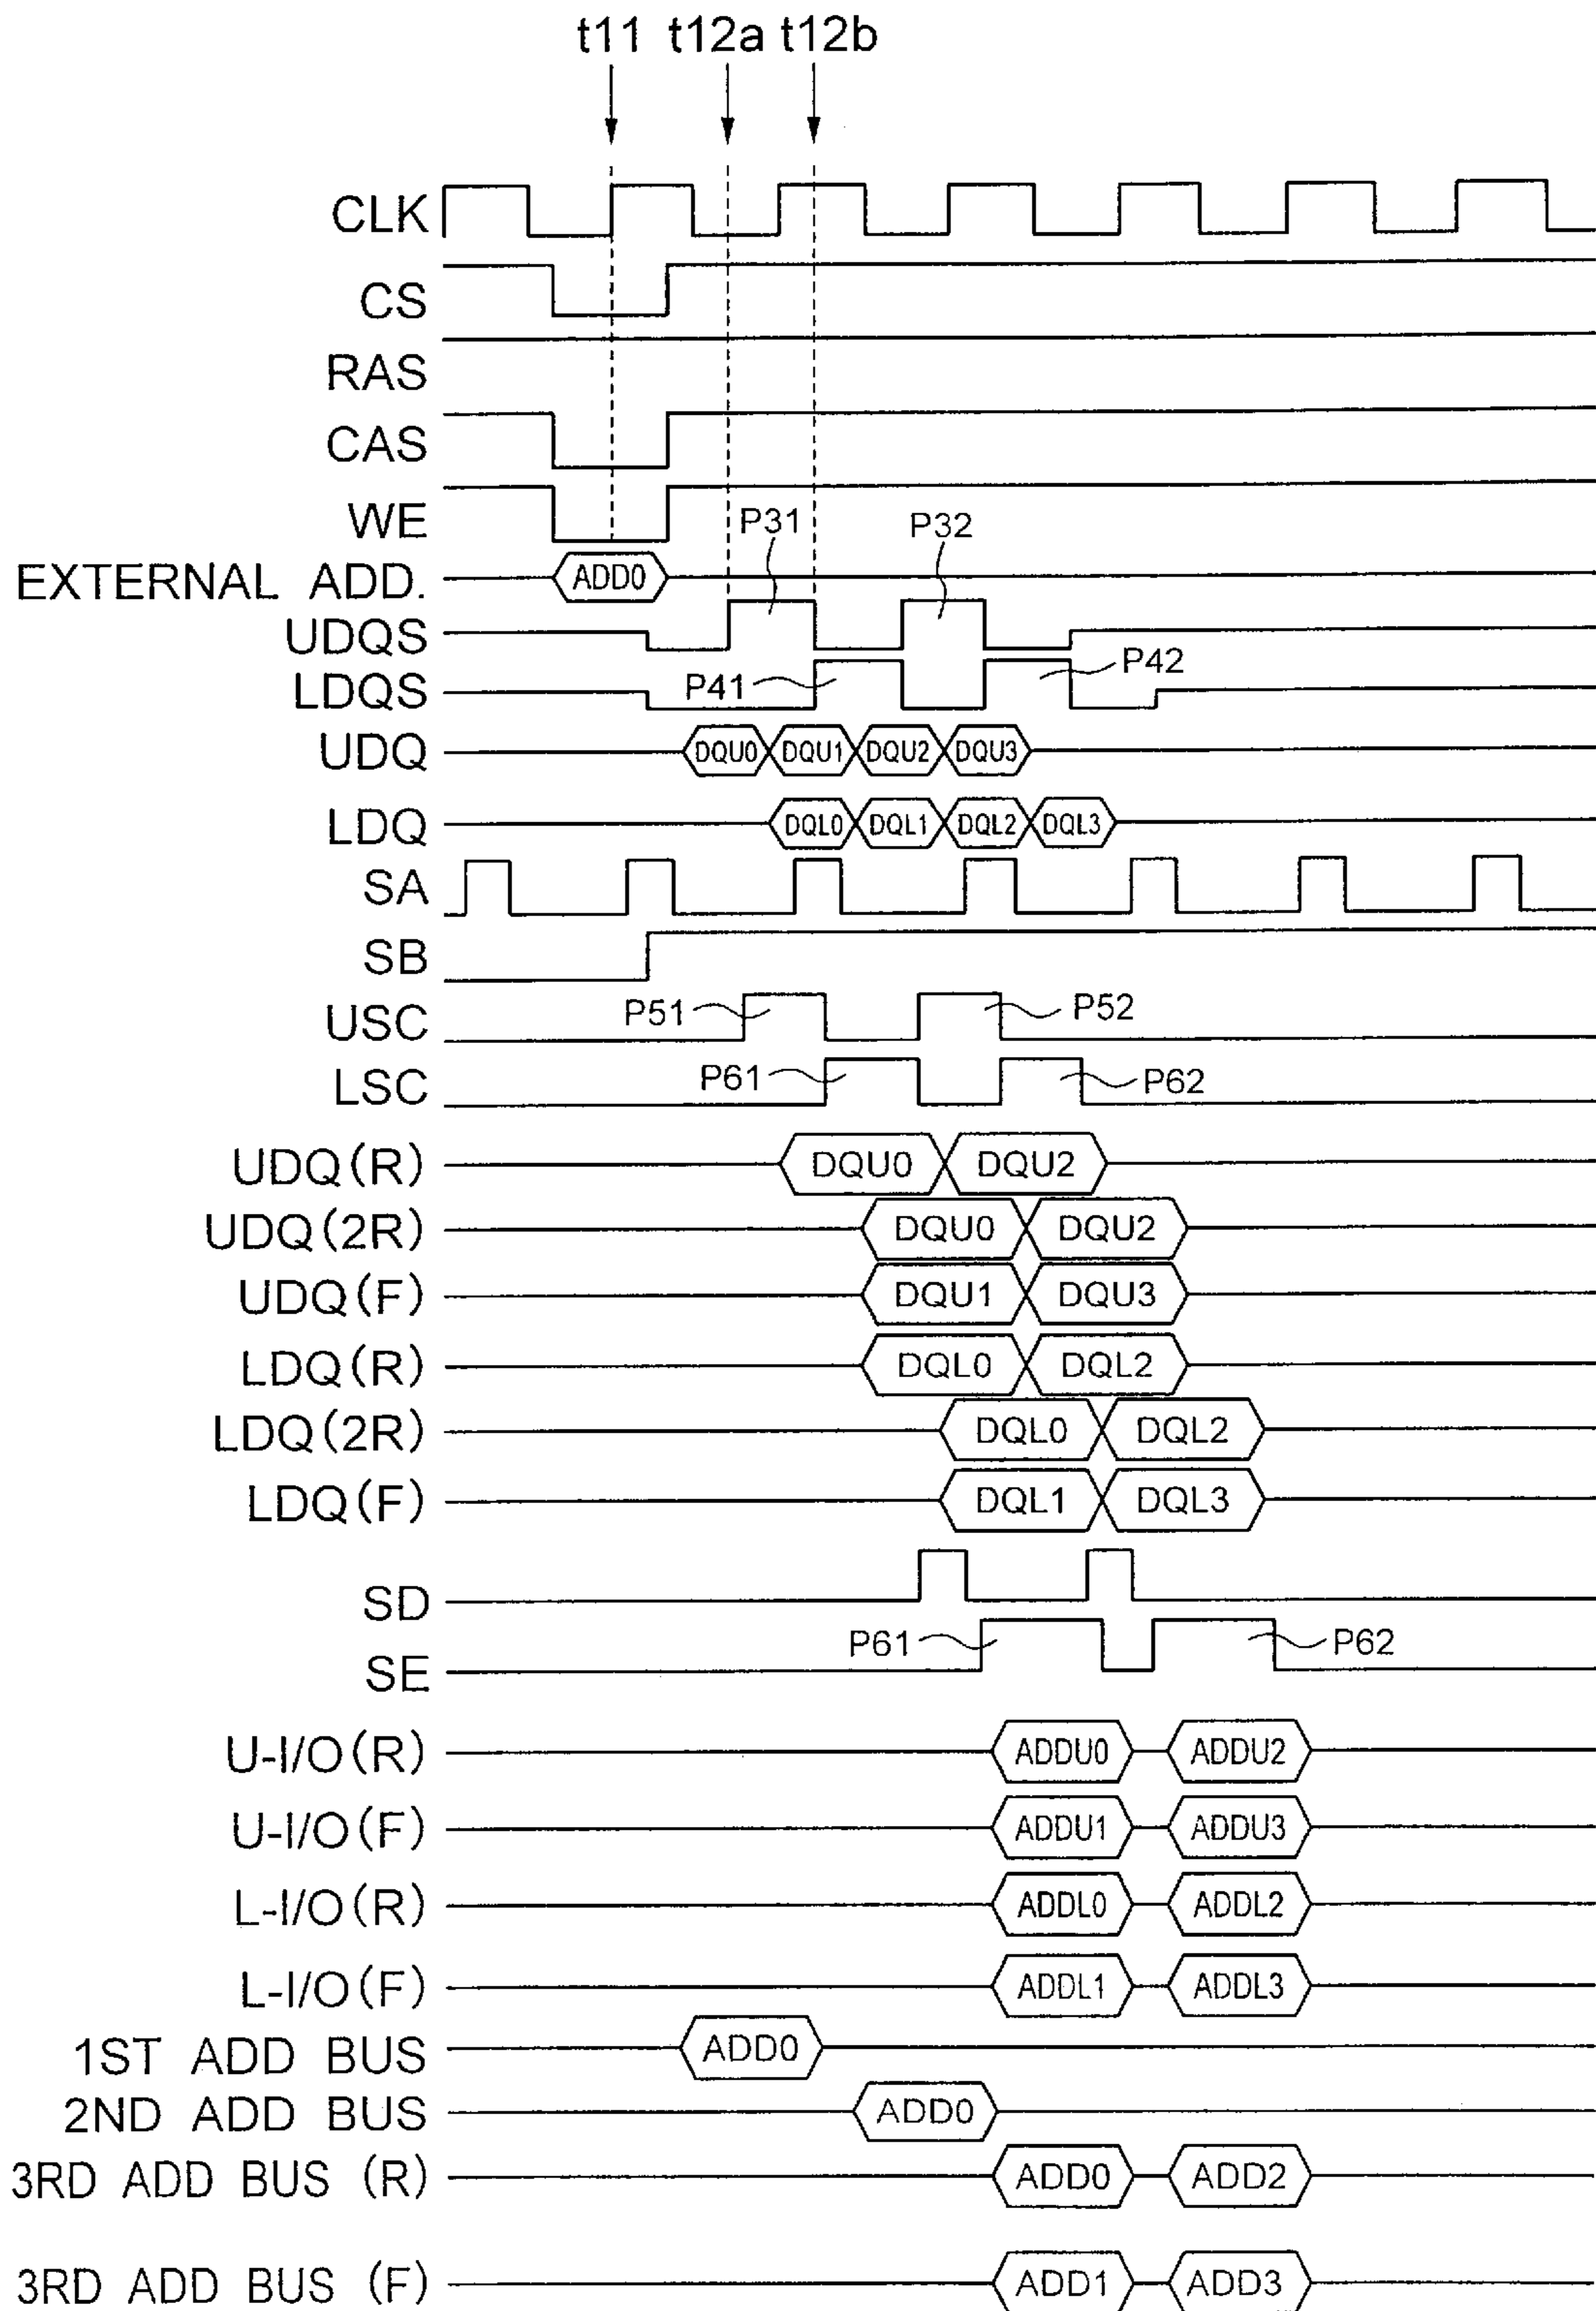 t11 t12a t12b
CLK
CS
RAS
CAS
WE
P31 P32
EXTERNAL ADD. ADD0
UDQS
P41 P42
LDQS
UDQ DQU0 DQU1 DQU2 DQU3
LDQ DQL0 DQL1 DQL2 DQL3
SA
SB
USC P51 P52
LSC P61 P62
UDQ(R) DQU0 DQU2
UDQ(2R) DQU0 DQU2
UDQ(F) DQU1 DQU3
LDQ(R) DQL0 DQL2
LDQ(2R) DQL0 DQL2
LDQ(F) DQL1 DQL3
SD
SE P61 P62
U-I/O(R) ADDU0 ADDU2
U-I/O(F) ADDU1 ADDU3
L-I/O(R) ADDL0 ADDL2
L-I/O(F) ADDL1 ADDL3
1ST ADD BUS ADD0
2ND ADD BUS ADD0
3RD ADD BUS (R) ADD0 ADD2
3RD ADD BUS (F) ADD1 ADD3